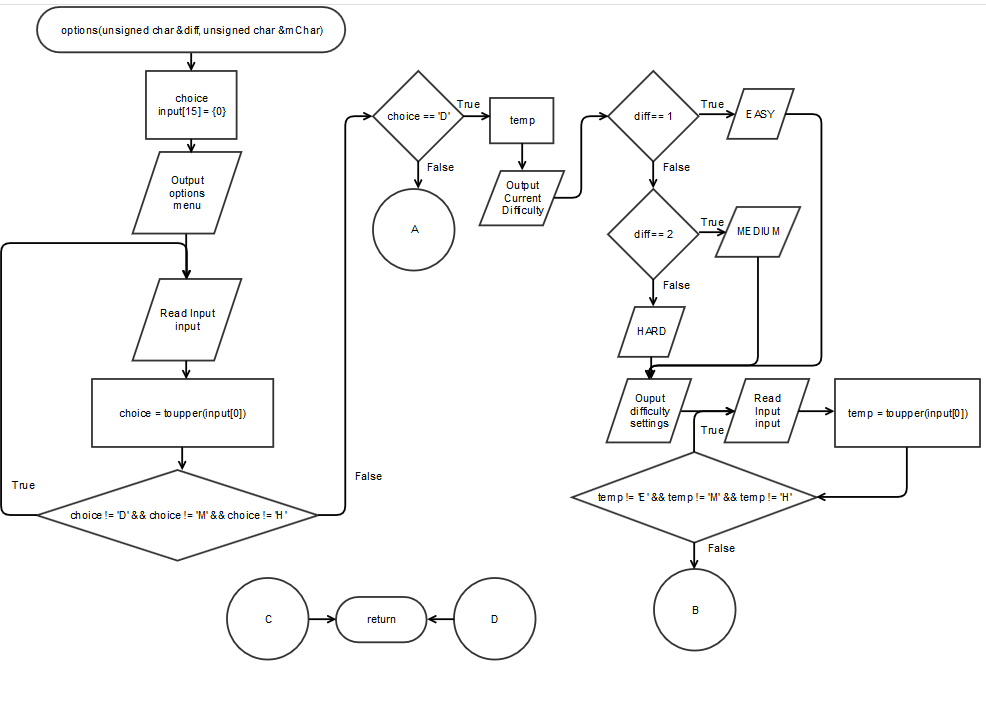 options(unsigned char &diff, unsigned char &mChar)
choice
input[15] = {0}
Output
options
menu
Read Input
input
choice = toupper(input[0])
True
choice != 'D' && choice != 'M' && choice != 'H'
False
choice == 'D'
True
False
A
temp
Output
Current
Difficulty
diff== 1
True
EASY
False
diff== 2
True
MEDIUM
False
HARD
Ouput
difficulty
settings
Read
Input
input
temp = toupper(input[0])
True
temp != 'E' && temp != 'M' && temp != 'H'
False
B
C
return
D